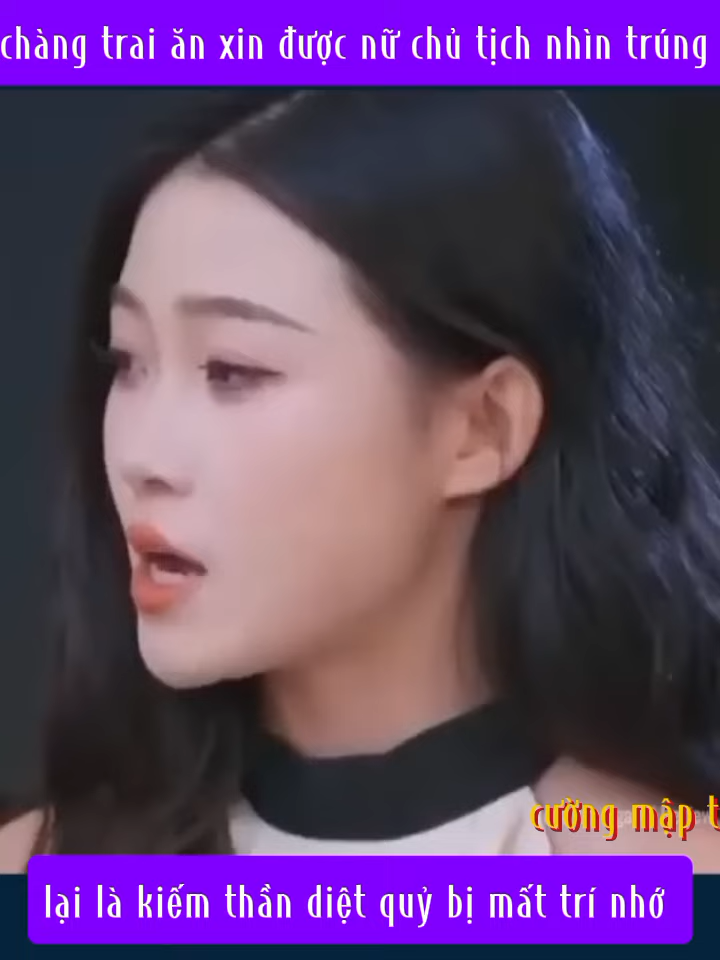 chàng trai ăn xin được nữ chủ tịch nhìn trúng
cường mập t
lại là kiếm thần diệt quỷ bị mất trí nhớ